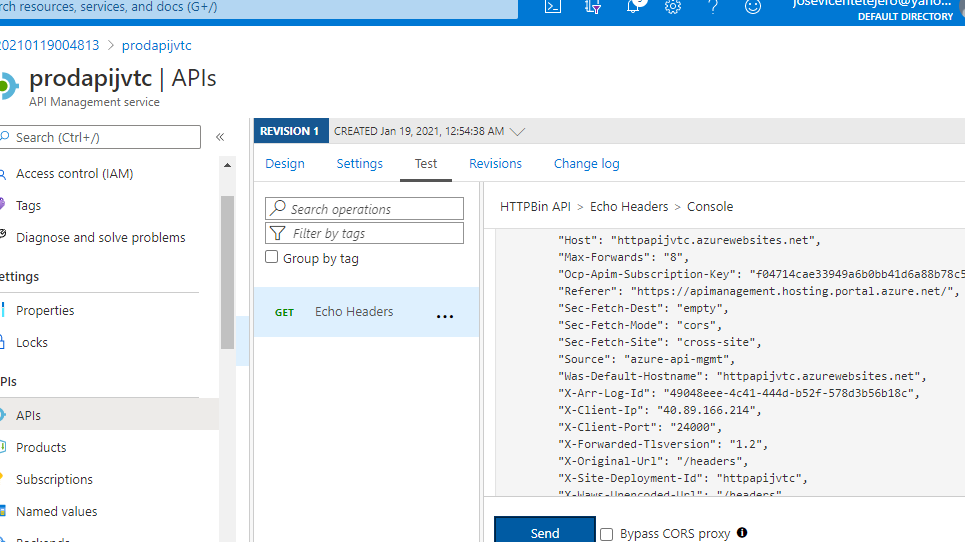 rch resources, services, and docs (G+/)
josevicentetejero@yaho...
DEFAULT DIRECTORY
20210119004813 > prodapijvtc
prodapijvtc | APIs
API Management service
Search (Ctrl+/)
«
Access control (IAM)
Tags
Diagnose and solve problems
ettings
Properties
Locks
PIs
APIs
Products
Subscriptions
Named values
Backends
REVISION 1 CREATED Jan 19, 2021, 12:54:38 AM
Design Settings Test Revisions Change log
Search operations
Filter by tags
Group by tag
GET Echo Headers ...
HTTPBin API > Echo Headers > Console
"Host": "httpapijvtc.azurewebsites.net",
"Max-Forwards": "8",
"Ocp-Apim-Subscription-Key": "f04714cae33949a6b0bb41d6a88b78c5
"Referer": "https://apimanagement.hosting.portal.azure.net/",
"Sec-Fetch-Dest": "empty",
"Sec-Fetch-Mode": "cors",
"Sec-Fetch-Site": "cross-site",
"Source": "azure-api-mgmt",
"Was-Default-Hostname": "httpapijvtc.azurewebsites.net",
"X-Arr-Log-Id": "49048eee-4c41-444d-b52f-578d3b56b18c",
"X-Client-Ip": "40.89.166.214",
"X-Client-Port": "24000",
"X-Forwarded-Tlsversion": "1.2",
"X-Original-Url": "/headers",
"X-Site-Deployment-Id": "httpapijvtc",
"X-Waws-Unencoded-Url": "/headers"
Send
Bypass CORS proxy